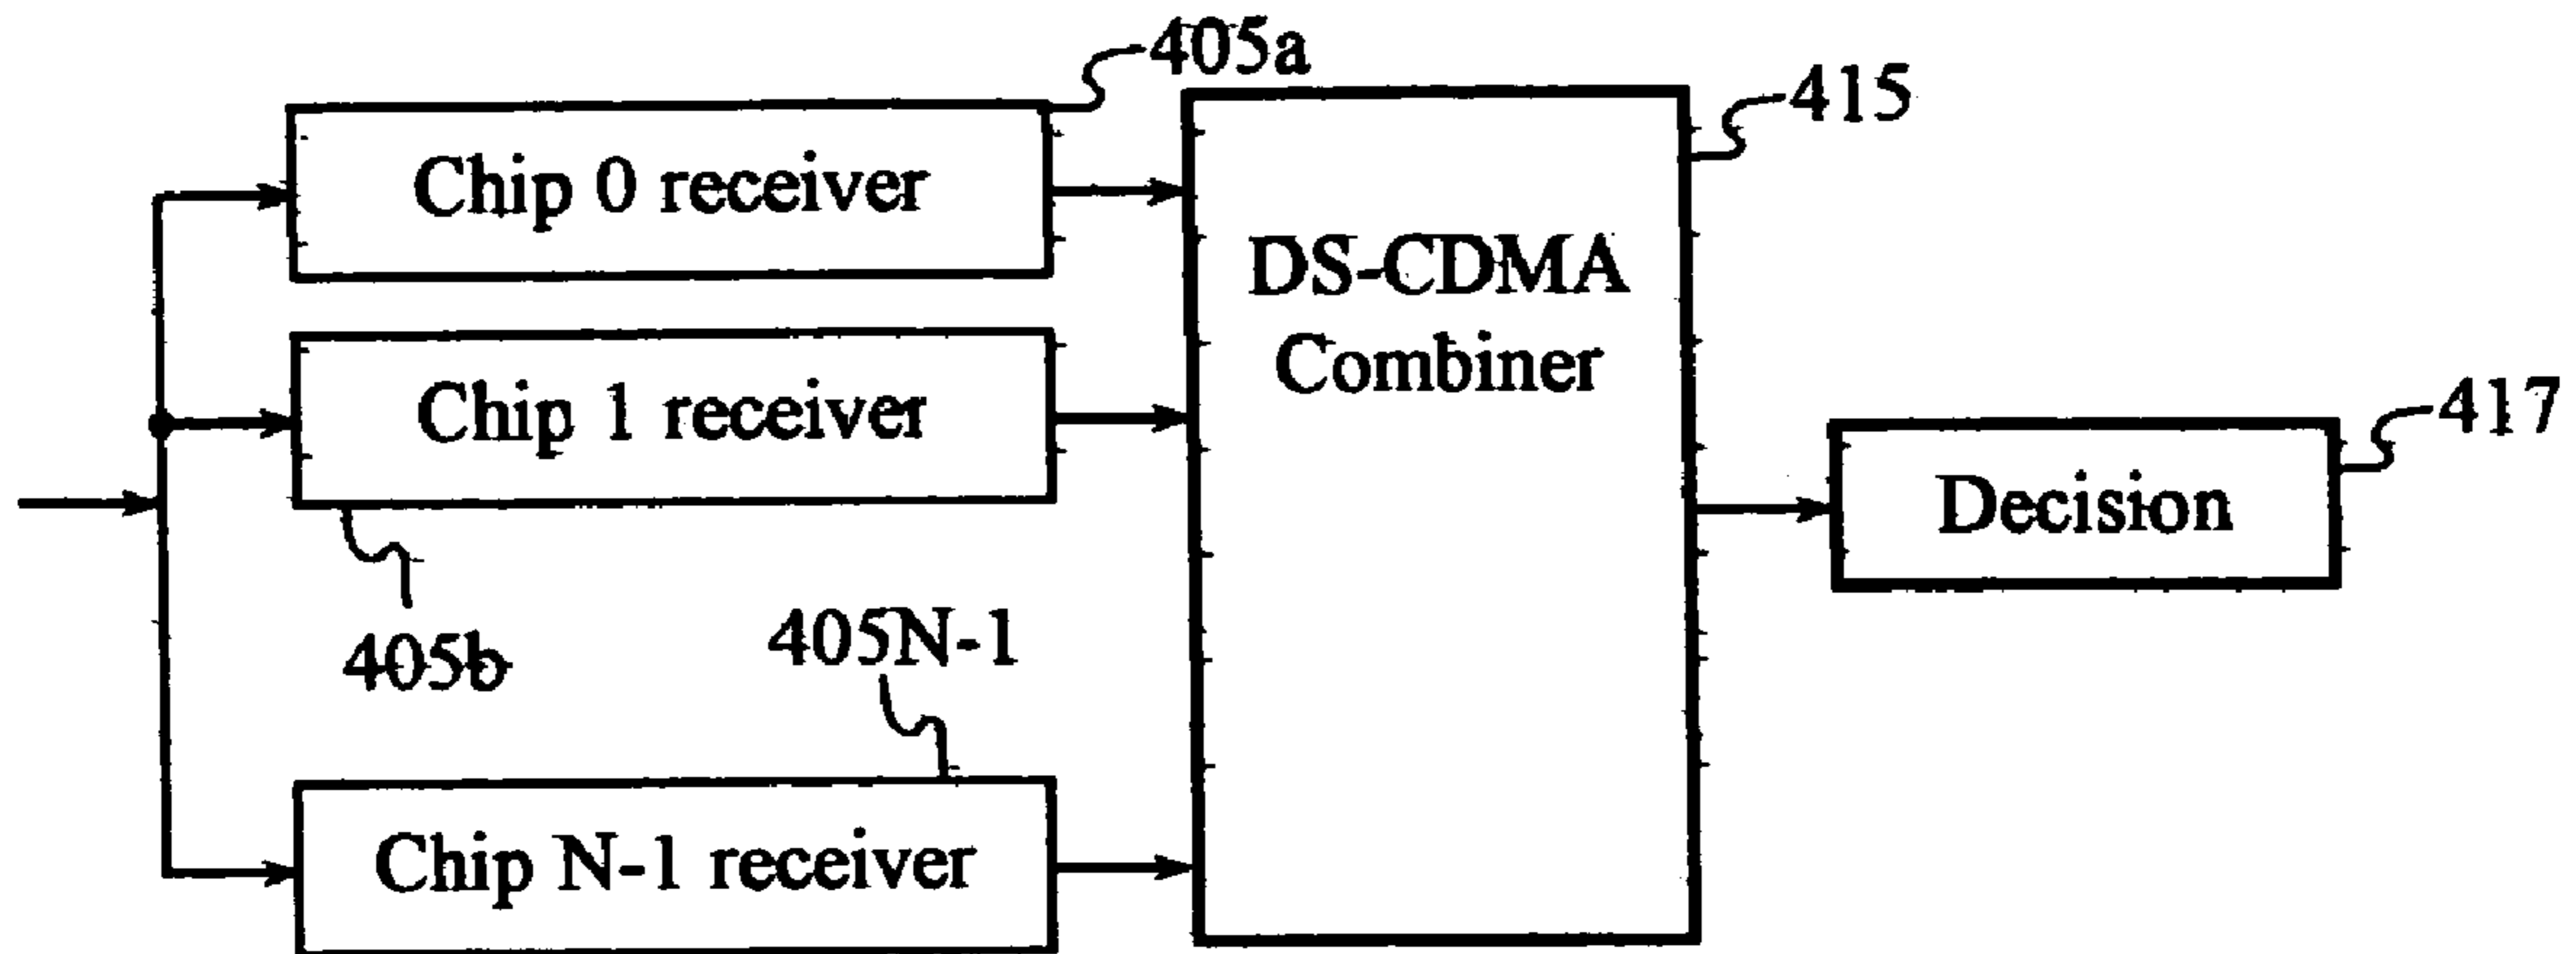 405a
Chip 0 receiver
415
DS-CDMA
Combiner
Chip 1 receiver
417
Decision
405b
405N-1
Chip N-1 receiver